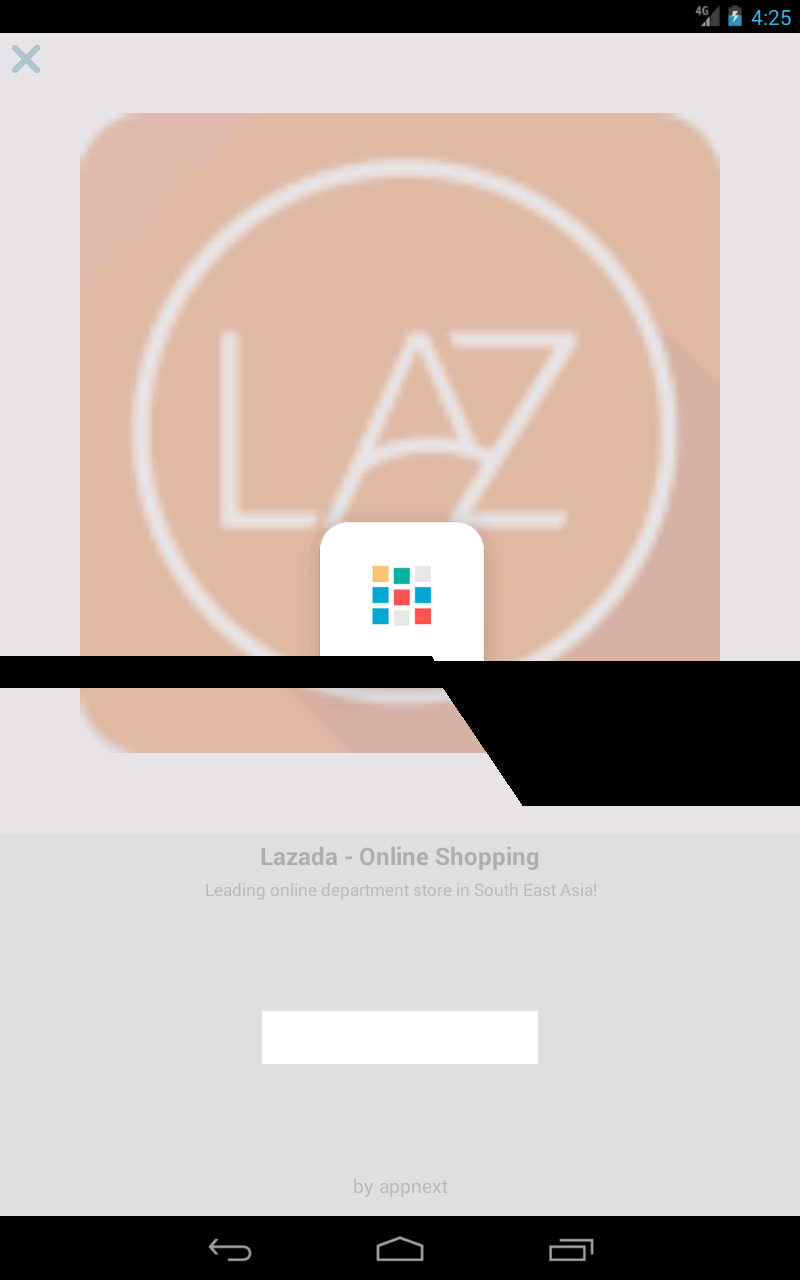 4G
4:25
LAZ
Lazada - Online Shopping
Leading online department store in South East Asia!
by appnext